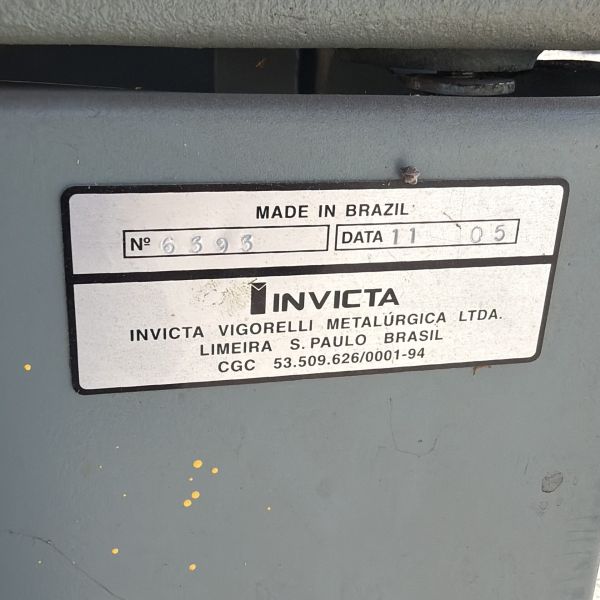 MADE IN BRAZIL
Nº 6393 DATA 11 05
INVICTA
INVICTA VIGORELLI METALÚRGICA LTDA.
LIMEIRA S. PAULO BRASIL
CGC 53.509.626/0001-94